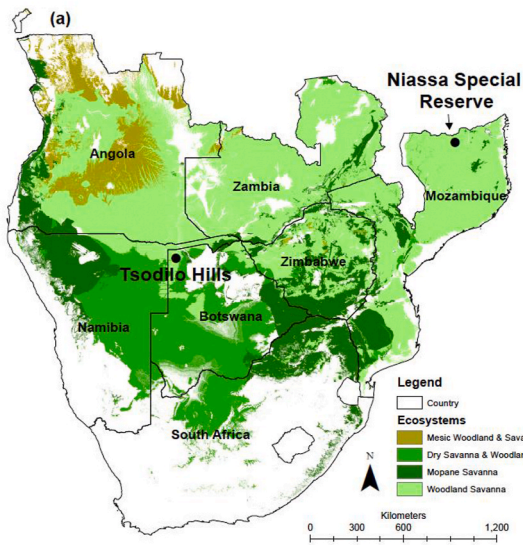 (a)
Niassa Special
Reserve
Angola
Zambia
Mozambique
Zimbabwe
Tsodilo Hills
Botswana
Namibia
South Africa
Legend
Country
Ecosystems
Mesic Woodland & Sava
Dry Savanna & Woodla
Mopane Savanna
Woodland Savanna
N
Kilometers
0 300 600 1,200